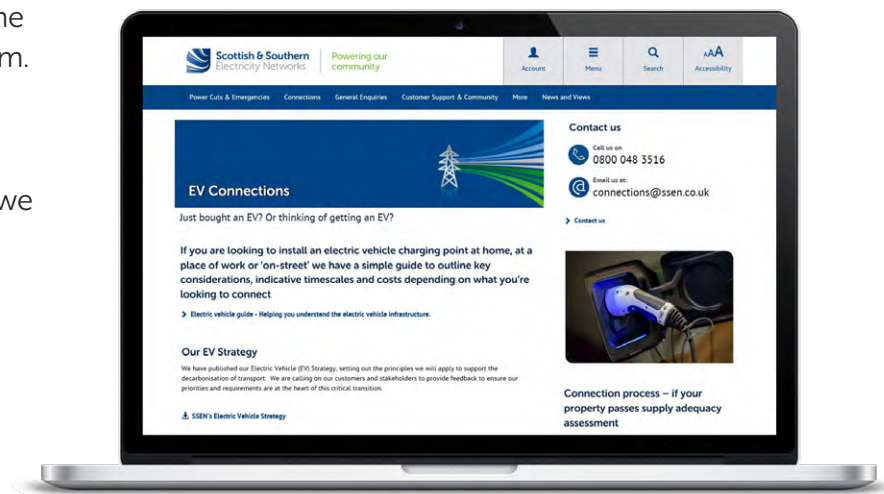 ne
m.
we
Scottish & Southern
Electricity Networks
Powering our
community
Account
Menu
Search
AAA
Accessibility
Power Cuts & Emergencies Connections General Enquiries Customer Support & Community More News and Views
EV Connections
Just bought an EV? Or thinking of getting an EV?
If you are looking to install an electric vehicle charging point at home, at a
place of work or 'on-street' we have a simple guide to outline key
considerations, indicative timescales and costs depending on what you're
looking to connect
Electric vehicle guide - Helping you understand the electric vehicle infrastructure.
Our EV Strategy
We have published our Electric Vehicle (EV) Strategy, setting out the principles we will apply to support the
decarbonisation of transport. We are calling on our customers and stakeholders to provide feedback to ensure our
priorities and requirements are at the heart of this critical transition.
SSEN's Electric Vehicle Strategy
Contact us
Call us on
0800 048 3516
Email us at:
connections@ssen.co.uk
Contact us
Connection process – if your
property passes supply adequacy
assessment